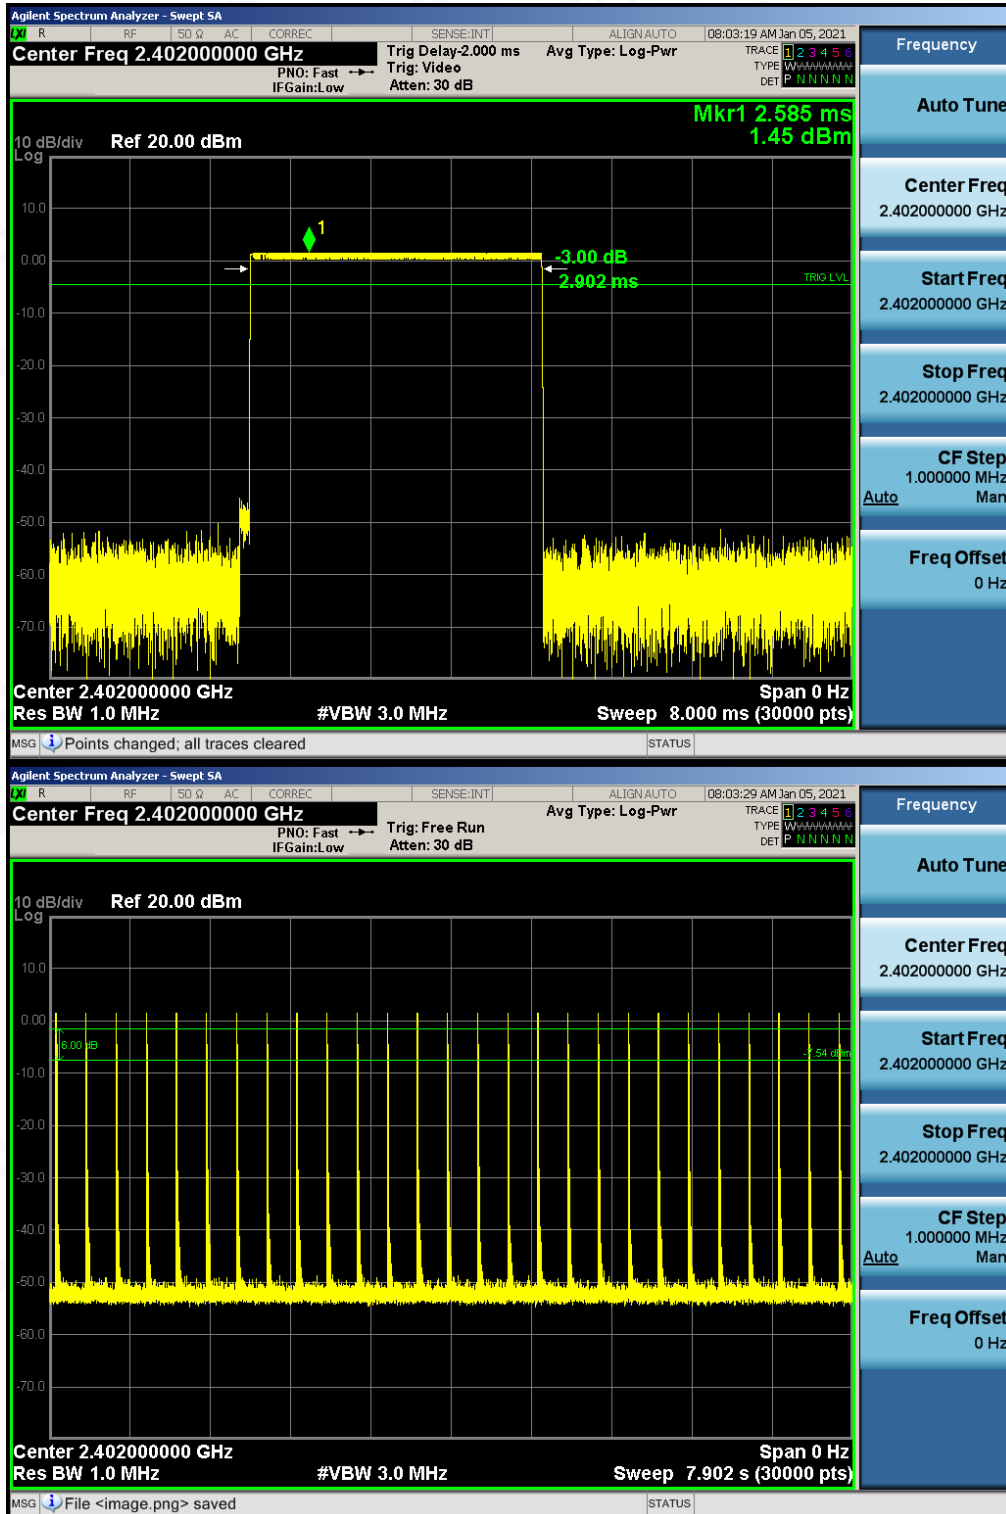 Agilent Spectrum Analyzer - Swept SA
LXI R RF 50 Ω AC CORREC SENSE:INT ALIGN AUTO 08:03:19 AM Jan 05, 2021
Center Freq 2.402000000 GHz
Trig Delay-2.000 ms Avg Type: Log-Pwr
PNO: Fast Trig: Video
IFGain:Low Atten: 30 dB
TRACE 1 2 3 4 5 6
TYPE W
DET P N N N N N
Mkr1 2.585 ms
1.45 dBm
10 dB/div Ref 20.00 dBm
Log
10.0
1
0.00
-3.00 dB
2.902 ms
TRIG LVL
-10.0
-20.0
-30.0
-40.0
-50.0
-60.0
-70.0
Center 2.402000000 GHz Span 0 Hz
Res BW 1.0 MHz #VBW 3.0 MHz Sweep 8.000 ms (30000 pts)
MSG Points changed; all traces cleared STATUS
Frequency
Auto Tune
Center Freq
2.402000000 GHz
Start Freq
2.402000000 GHz
Stop Freq
2.402000000 GHz
CF Step
1.000000 MHz
Auto Man
Freq Offset
0 Hz
Agilent Spectrum Analyzer - Swept SA
LXI R RF 50 Ω AC CORREC SENSE:INT ALIGN AUTO 08:03:29 AM Jan 05, 2021
Center Freq 2.402000000 GHz
Avg Type: Log-Pwr
PNO: Fast Trig: Free Run
IFGain:Low Atten: 30 dB
TRACE 1 2 3 4 5 6
TYPE W
DET P N N N N N
10 dB/div Ref 20.00 dBm
Log
10.0
0.00
6.00 dB
-7.54 dBm
-10.0
-20.0
-30.0
-40.0
-50.0
-60.0
-70.0
Center 2.402000000 GHz Span 0 Hz
Res BW 1.0 MHz #VBW 3.0 MHz Sweep 7.902 s (30000 pts)
MSG File <image.png> saved STATUS
Frequency
Auto Tune
Center Freq
2.402000000 GHz
Start Freq
2.402000000 GHz
Stop Freq
2.402000000 GHz
CF Step
1.000000 MHz
Auto Man
Freq Offset
0 Hz